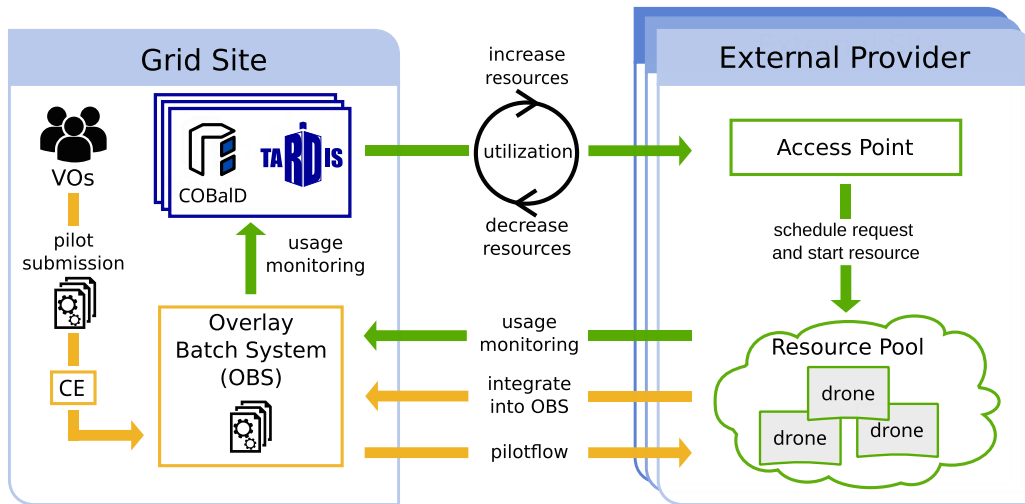 Grid Site
VOs
pilot
submission
CE
COBalD
TARDIS
usage
monitoring
Overlay
Batch System
(OBS)
increase
resources
utilization
decrease
resources
usage
monitoring
integrate
into OBS
pilotflow
External Provider
Access Point
schedule request
and start resource
Resource Pool
drone
drone
drone